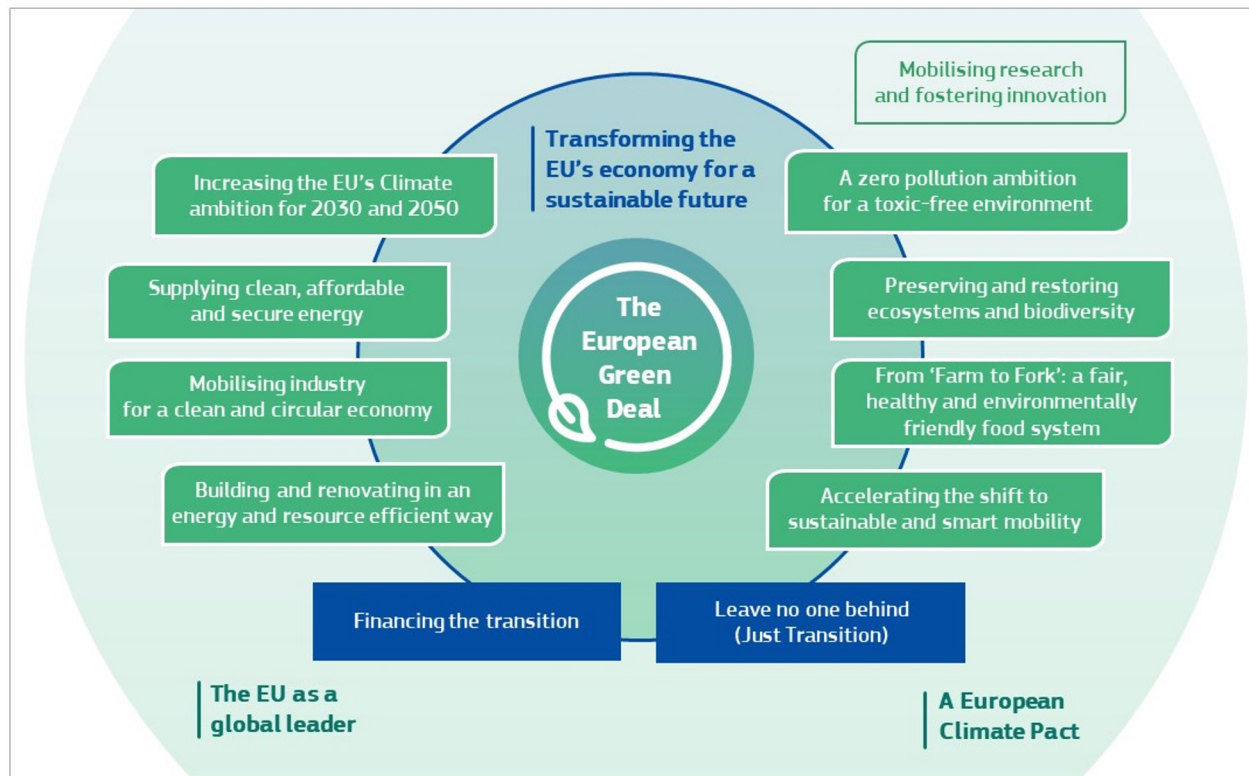 Mobilising research
and fostering innovation
Transforming the
EU's economy for a
sustainable future
Increasing the EU's Climate
ambition for 2030 and 2050
A zero pollution ambition
for a toxic-free environment
Supplying clean, affordable
and secure energy
Preserving and restoring
ecosystems and biodiversity
The
European
Green
Deal
Mobilising industry
for a clean and circular economy
From ‘Farm to Fork’: a fair,
healthy and environmentally
friendly food system
Building and renovating in an
energy and resource efficient way
Accelerating the shift to
sustainable and smart mobility
Financing the transition
Leave no one behind
(Just Transition)
The EU as a
global leader
A European
Climate Pact